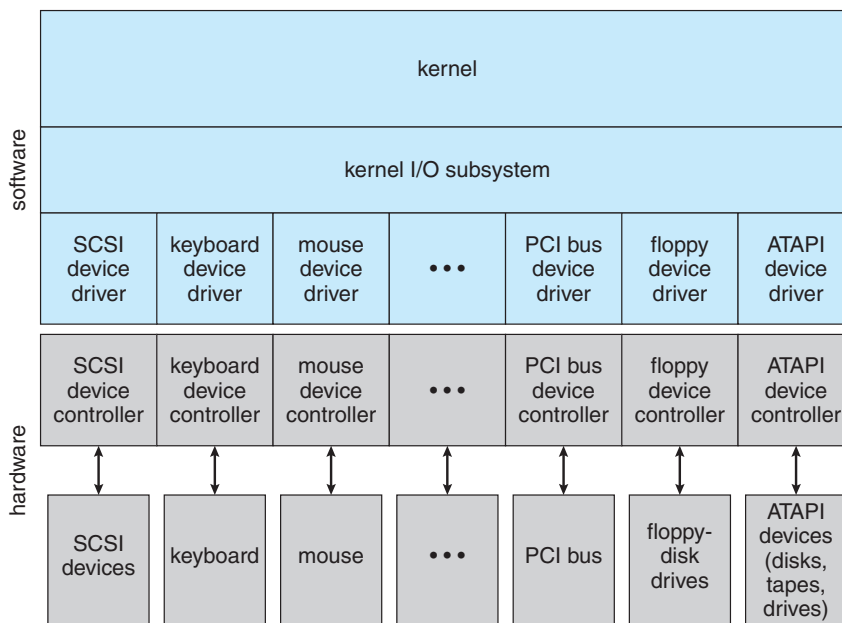 software
kernel
kernel I/O subsystem
SCSI
device
driver
keyboard
device
driver
mouse
device
driver
•••
PCI bus
device
driver
floppy
device
driver
ATAPI
device
driver
hardware
SCSI
device
controller
keyboard
device
controller
mouse
device
controller
•••
PCI bus
device
controller
floppy
device
controller
ATAPI
device
controller
SCSI
devices
keyboard
mouse
•••
PCI bus
floppy-
disk
drives
ATAPI
devices
(disks,
tapes,
drives)